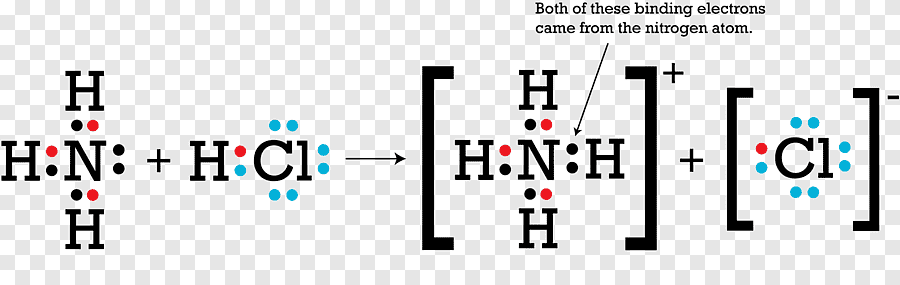 Both of these binding electrons
came from the nitrogen atom.
H H +
H N + H Cl [ H N H ] + [ Cl ] -
H H